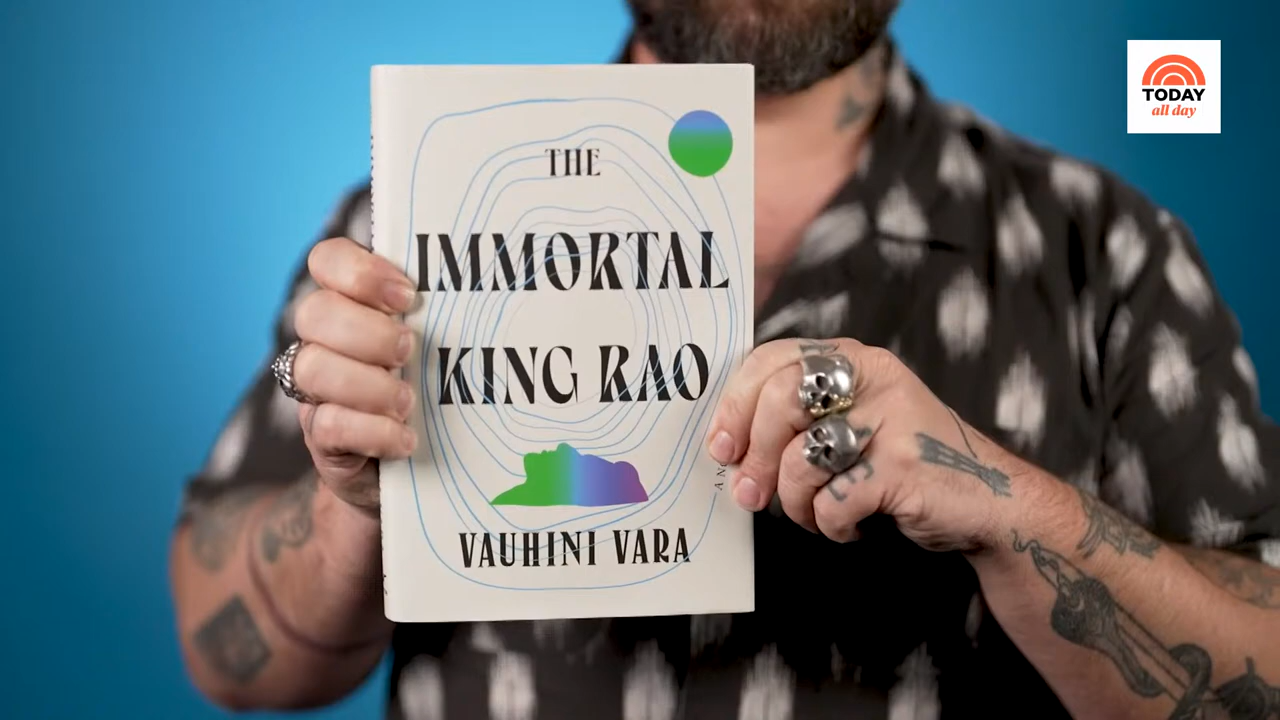 THE
IMMORTAL
KING RAO
VAUHINI VARA
TODAY
all day